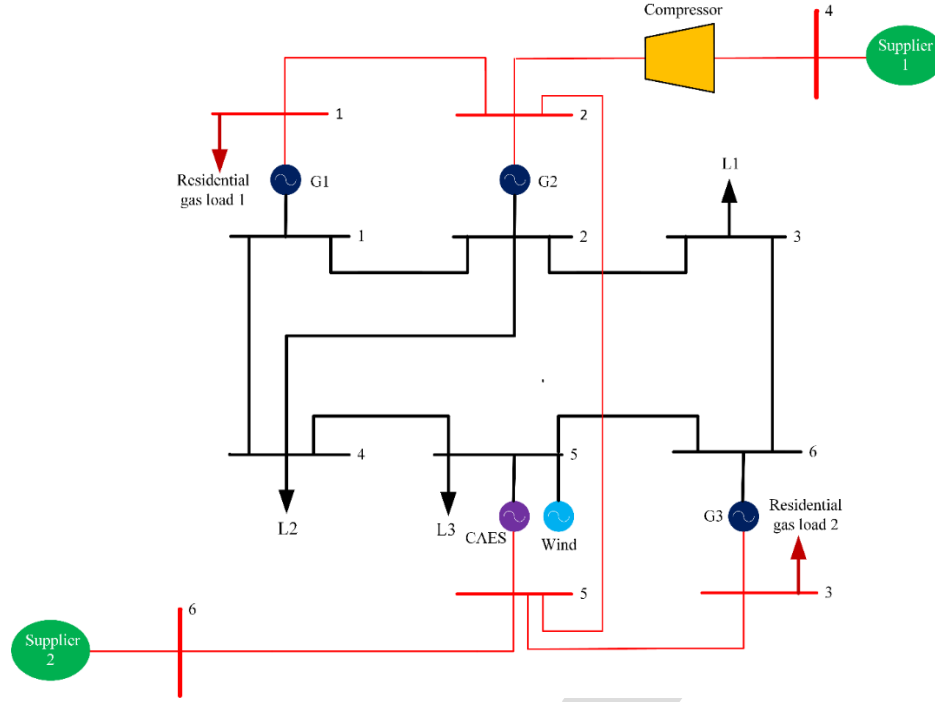 Compressor
4
Supplier
1
1
2
Residential
gas load 1
G1
G2
L1
1
2
3
4
5
6
L2
L3
CAES
Wind
G3
Residential
gas load 2
5
3
6
Supplier
2